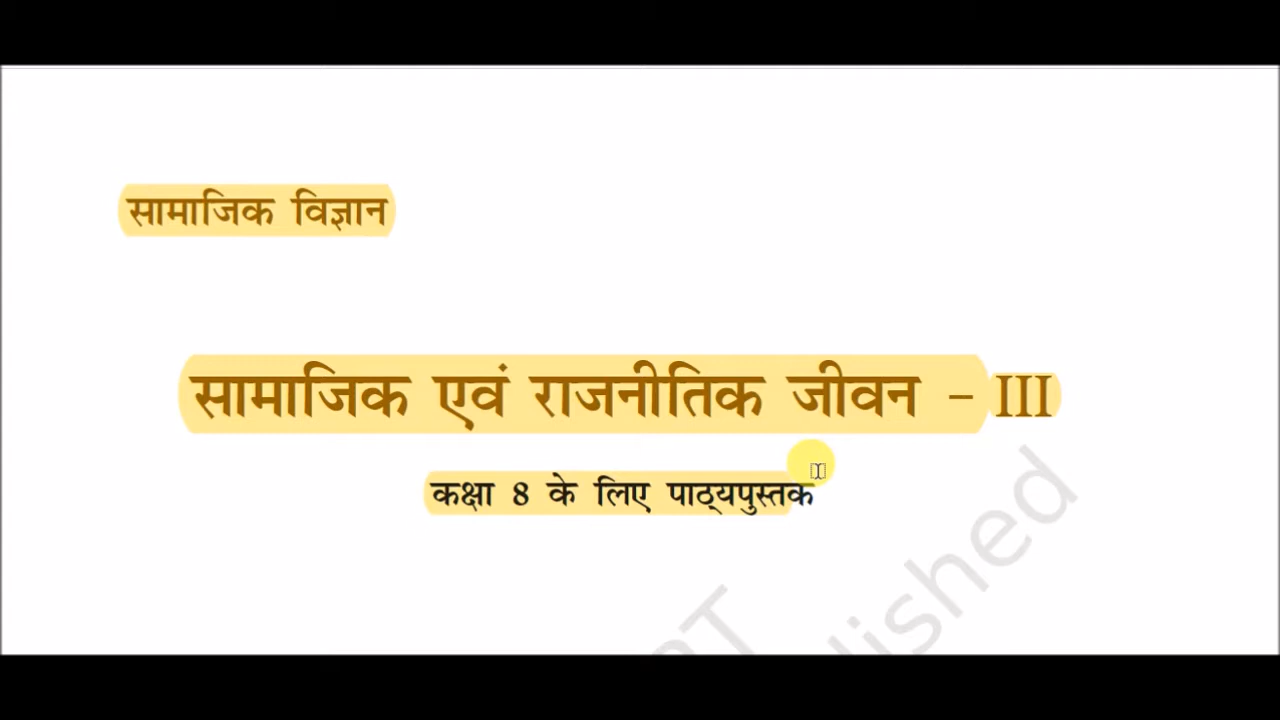 सामाजिक विज्ञान
सामाजिक एवं राजनीतिक जीवन – III
कक्षा 8 के लिए पाठ्यपुस्तक